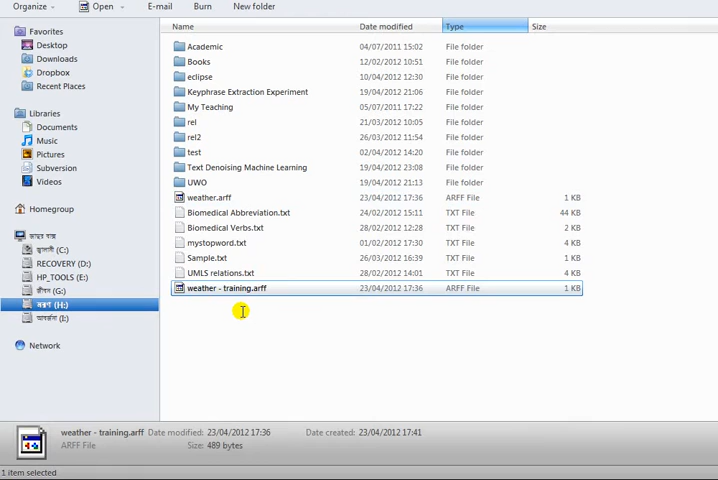 Organize Open E-mail Burn New folder
Name Date modified Type Size
Favorites
Desktop
Downloads
Dropbox
Recent Places
Libraries
Documents
Music
Pictures
Subversion
Videos
Homegroup
RECOVERY (D:)
HP_TOOLS (E:)
জীবন (G:)
মরণ (H:)
আবর্জনা (I:)
Network
Academic 04/07/2011 15:02 File folder
Books 12/02/2012 10:51 File folder
eclipse 10/04/2012 12:30 File folder
Keyphrase Extraction Experiment 19/04/2012 21:06 File folder
My Teaching 05/07/2011 17:22 File folder
rel 21/03/2012 10:05 File folder
rel2 26/03/2012 11:54 File folder
test 02/04/2012 14:20 File folder
Text Denoising Machine Learning 19/04/2012 23:08 File folder
UWO 19/04/2012 21:13 File folder
weather.arff 23/04/2012 17:36 ARFF File 1 KB
Biomedical Abbreviation.txt 24/02/2012 15:11 TXT File 44 KB
Biomedical Verbs.txt 28/02/2012 12:28 TXT File 2 KB
mystopword.txt 01/02/2012 17:30 TXT File 4 KB
Sample.txt 26/03/2012 16:39 TXT File 1 KB
UMLS relations.txt 28/02/2012 14:01 TXT File 4 KB
weather - training.arff 23/04/2012 17:36 ARFF File 1 KB
weather - training.arff Date modified: 23/04/2012 17:36 Date created: 23/04/2012 17:41
ARFF File Size: 489 bytes
1 item selected